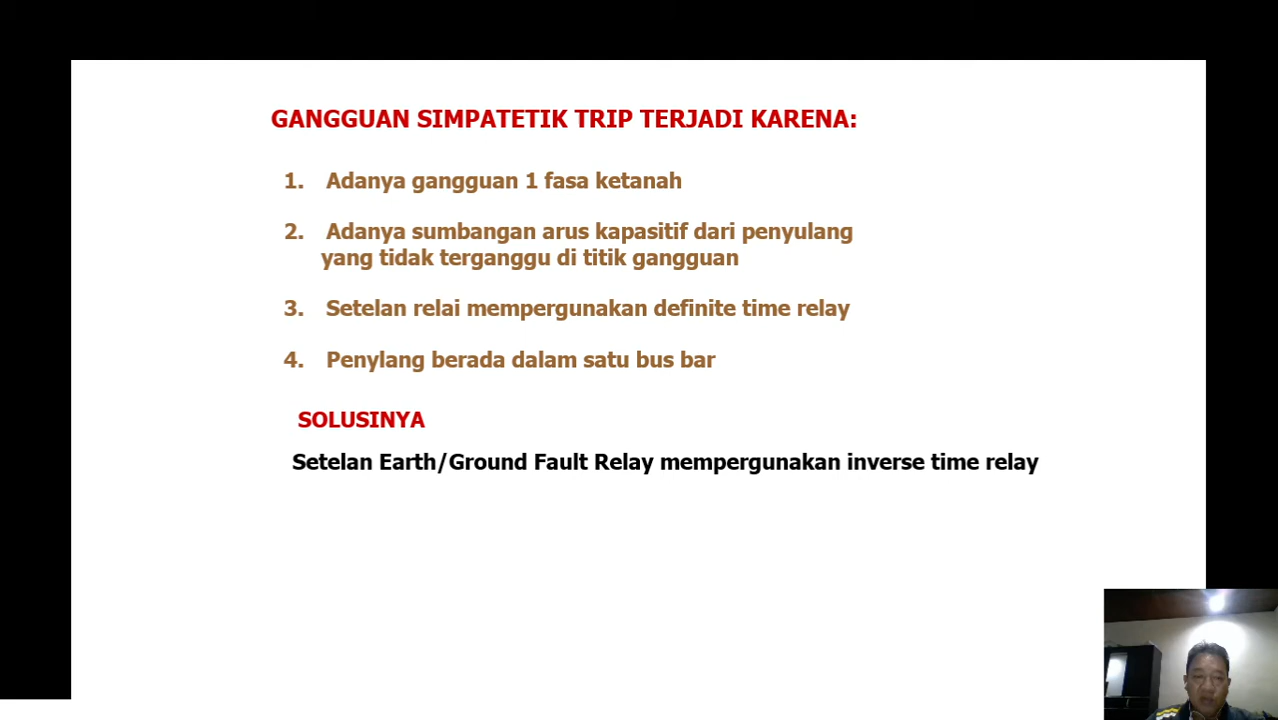 GANGGUAN SIMPATETIK TRIP TERJADI KARENA:
1. Adanya gangguan 1 fasa ketanah
2. Adanya sumbangan arus kapasitif dari penyulang
yang tidak terganggu di titik gangguan
3. Setelan relai mempergunakan definite time relay
4. Penylang berada dalam satu bus bar
SOLUSINYA
Setelan Earth/Ground Fault Relay mempergunakan inverse time relay